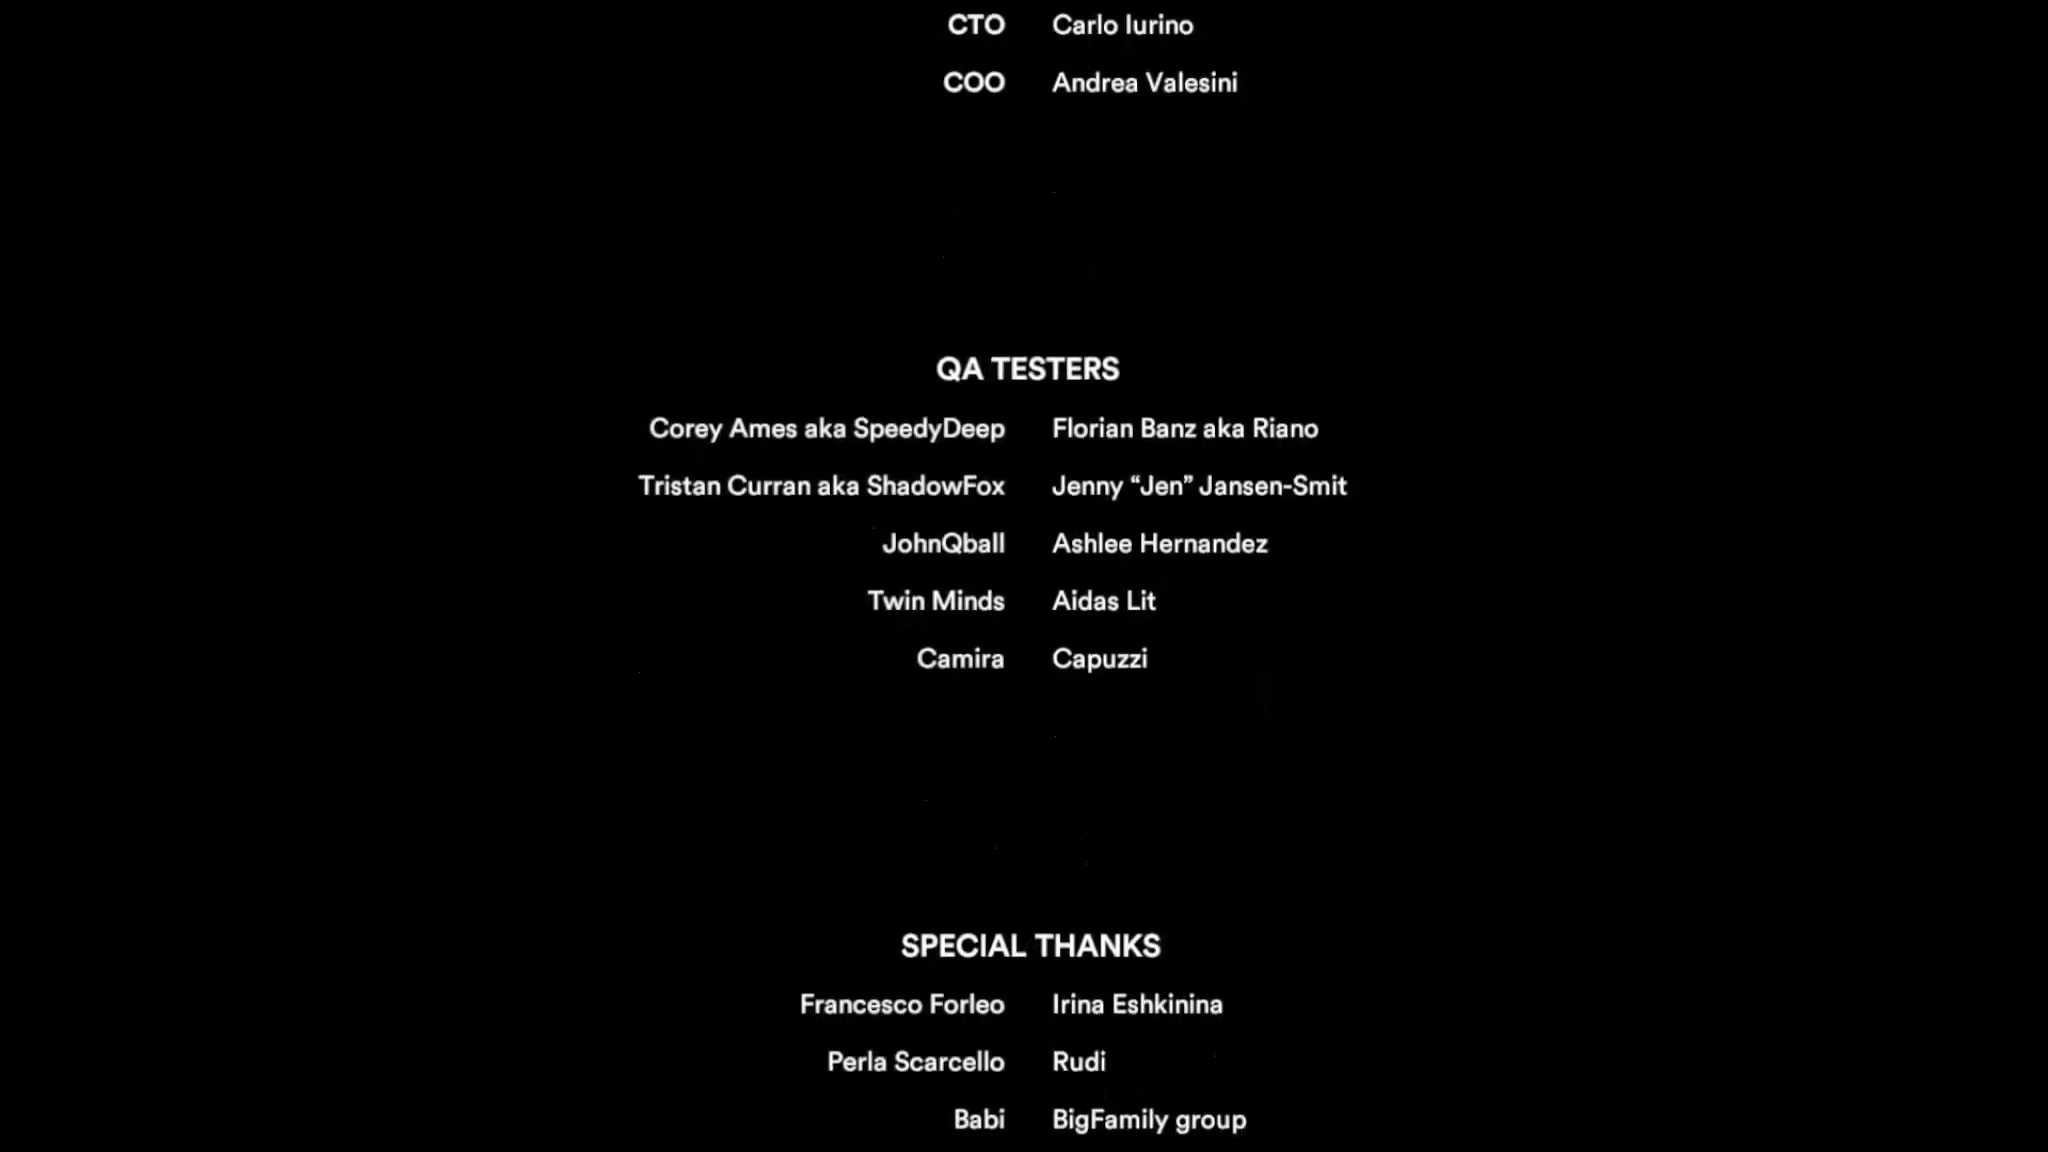 CTO Carlo Iurino
COO Andrea Valesini
QA TESTERS
Corey Ames aka SpeedyDeep Florian Banz aka Riano
Tristan Curran aka ShadowFox Jenny “Jen” Jansen-Smit
JohnQball Ashlee Hernandez
Twin Minds Aidas Lit
Camira Capuzzi
SPECIAL THANKS
Francesco Forleo Irina Eshkinina
Perla Scarcello Rudi
Babi BigFamily group